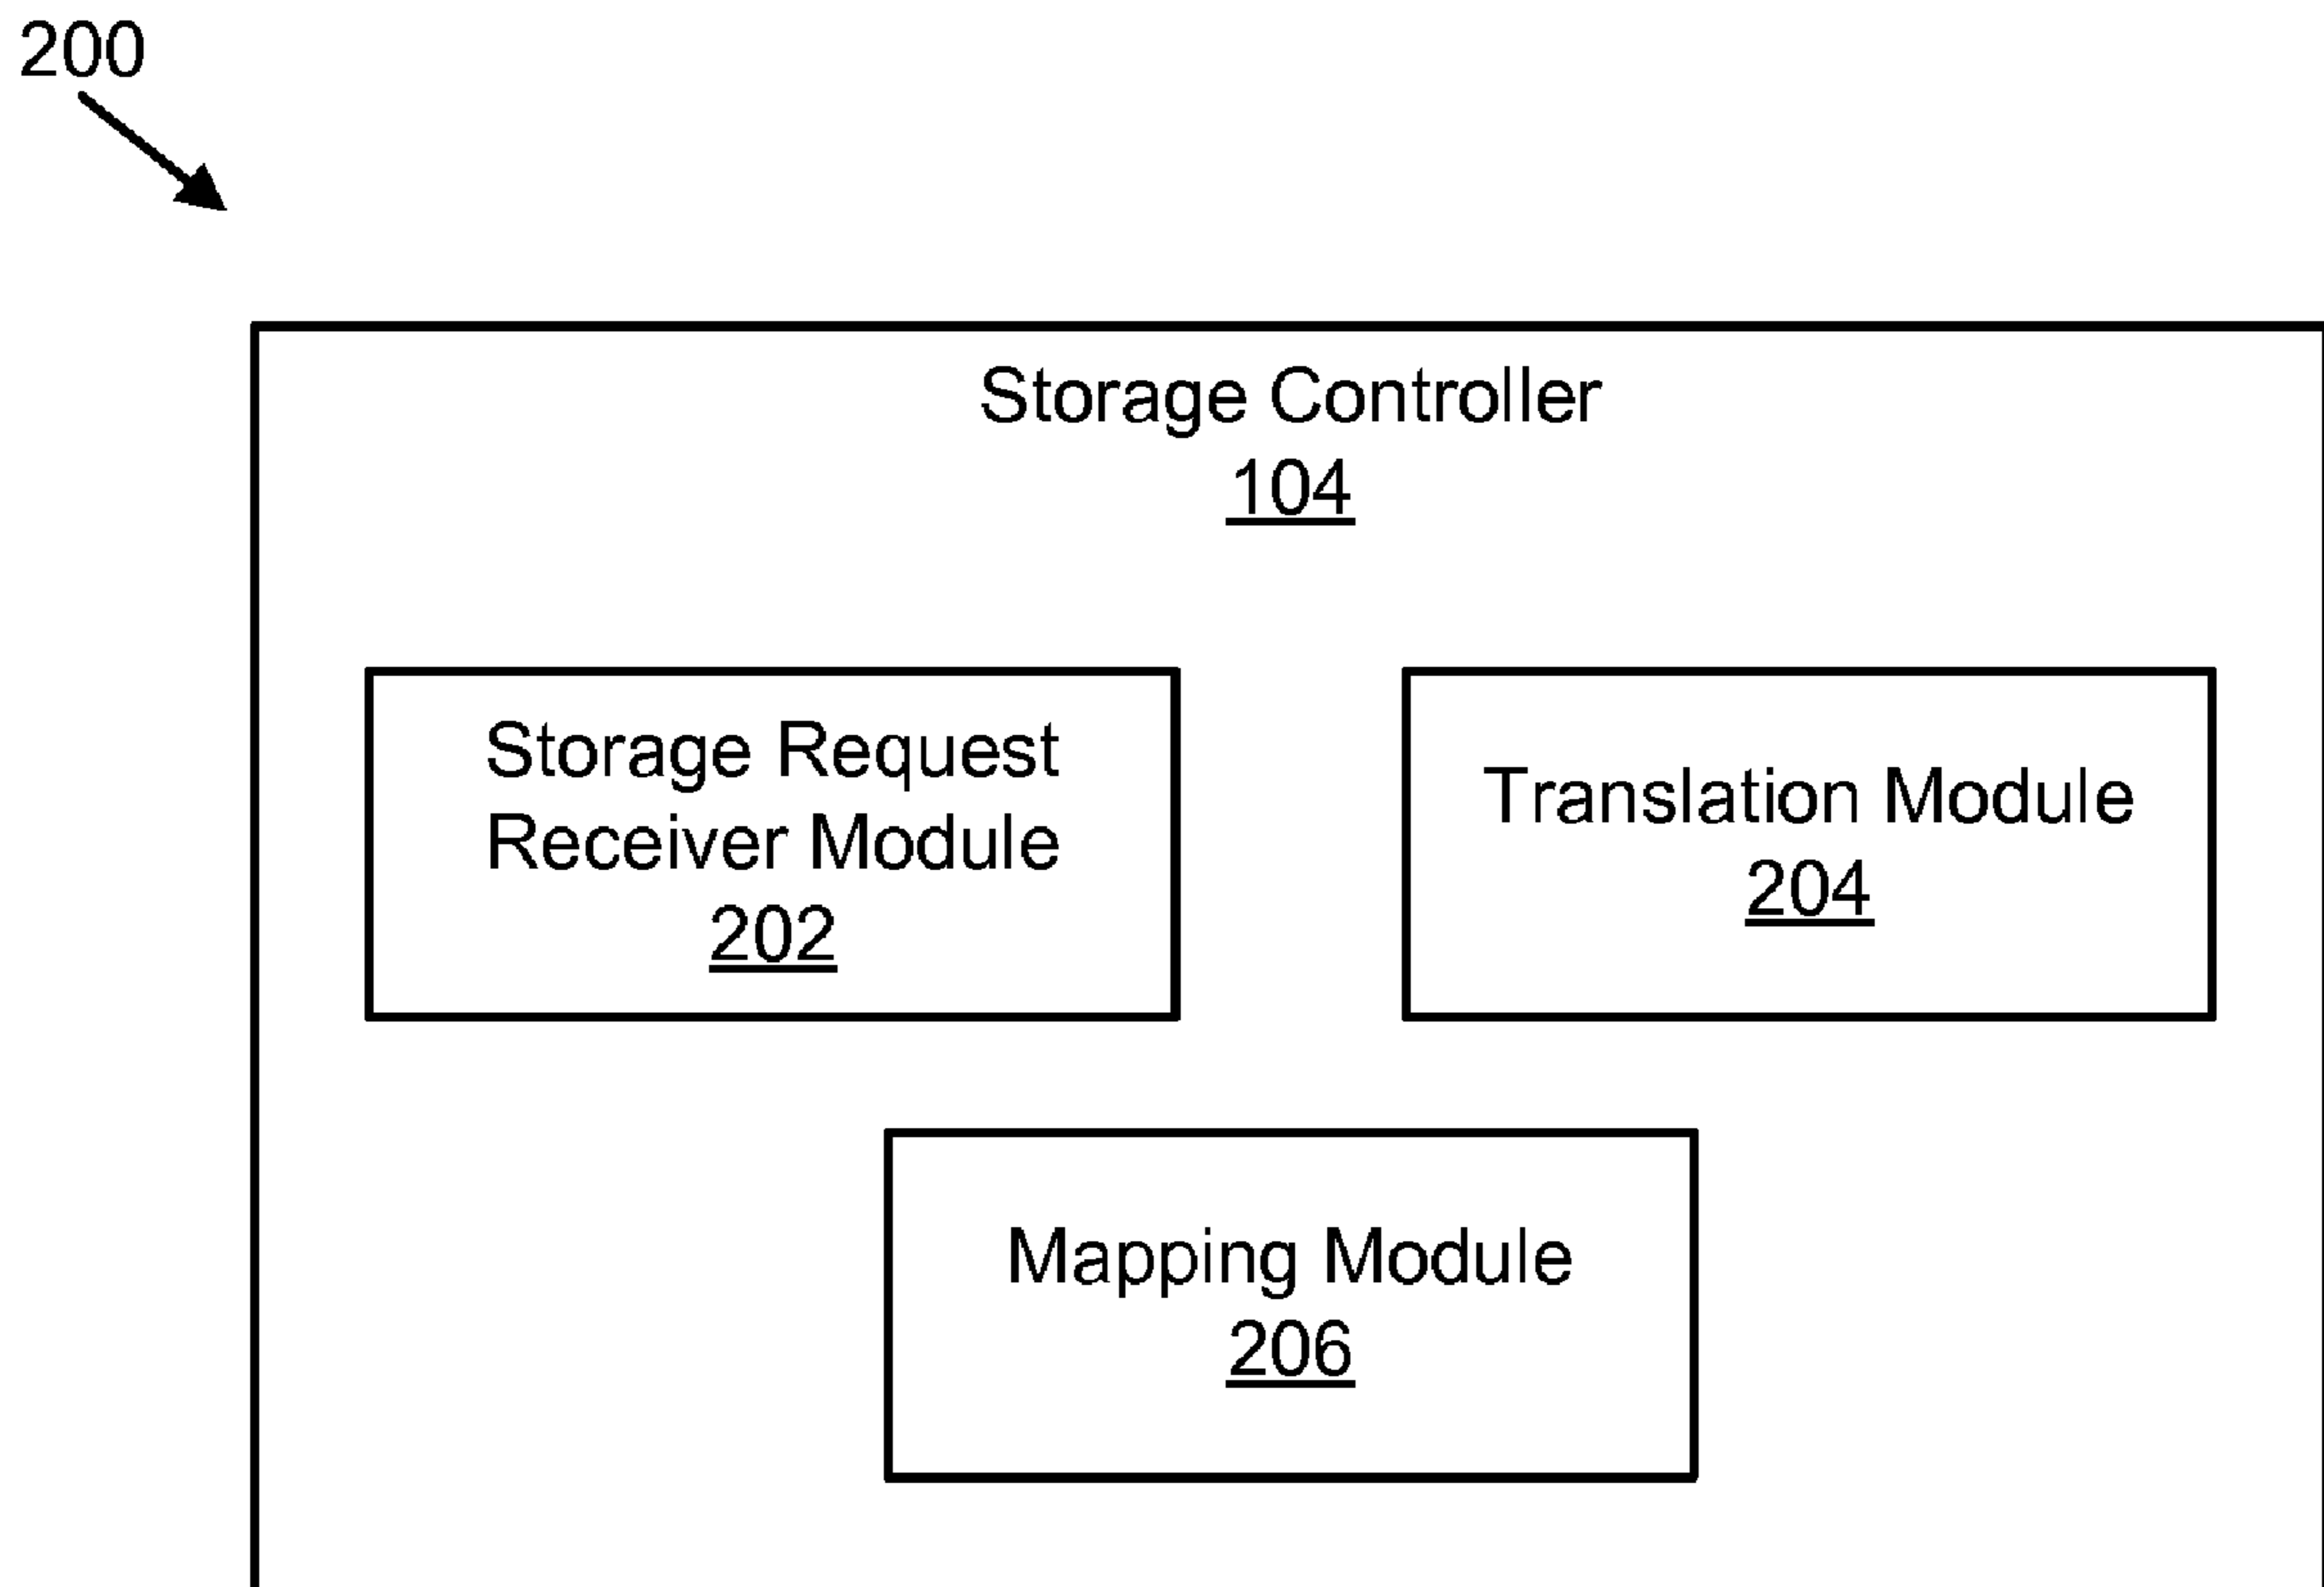 200
Storage Controller
104
Storage Request
Receiver Module
202
Translation Module
204
Mapping Module
206